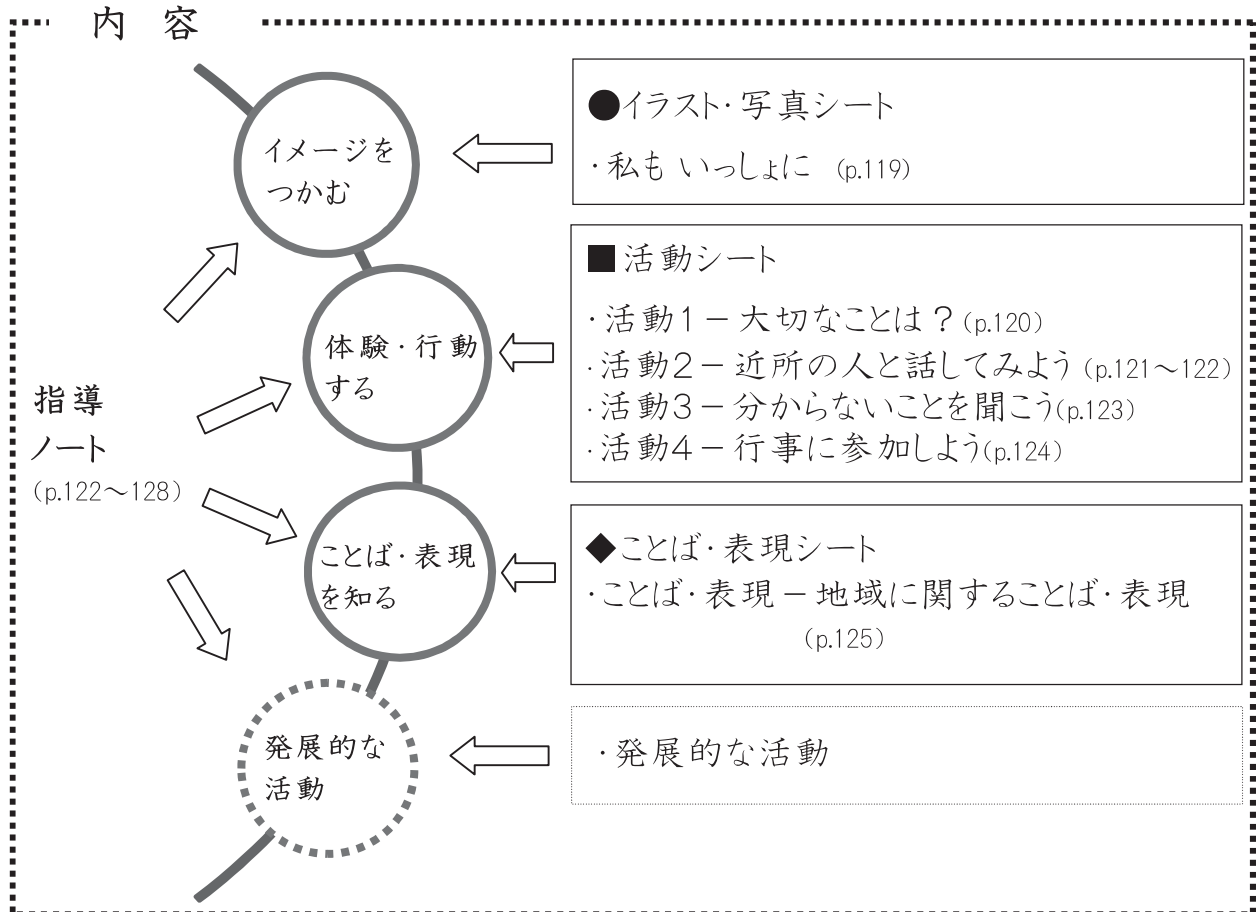 内 容
イメージを
つかむ
●イラスト・写真シート
・私も いっしょに (p.119)
体験・行動
する
■活動シート
・活動1－大切なことは？(p.120)
・活動2－近所の人と話してみよう (p.121～122)
・活動3－分からないことを聞こう(p.123)
・活動4－行事に参加しよう(p.124)
指導
ノート
(p.122～128)
ことば・表現
を知る
◆ことば・表現シート
・ことば・表現－地域に関することば・表現
(p.125)
発展的な
活動
・発展的な活動